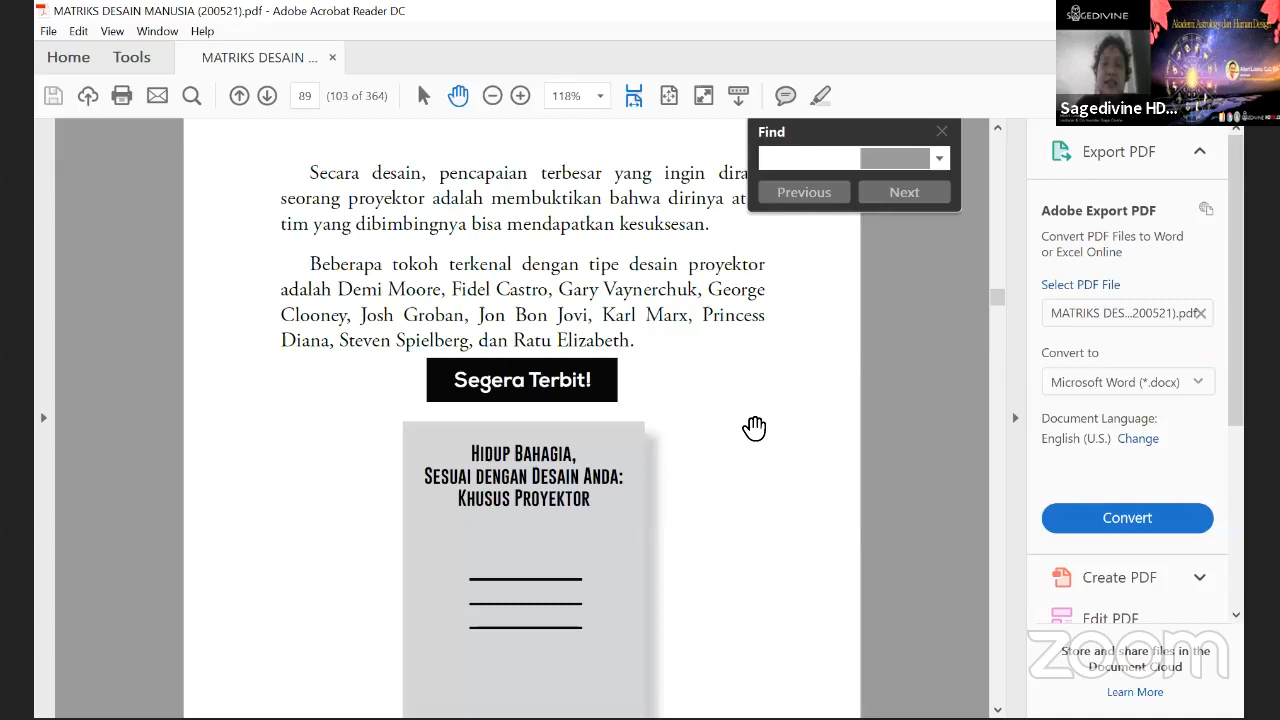 MATRIKS DESAIN MANUSIA (200521).pdf - Adobe Acrobat Reader DC
File Edit View Window Help
Home Tools MATRIKS DESAIN ... ×
89 (103 of 364) 118%
Find
Previous Next
Secara desain, pencapaian terbesar yang ingin
seorang proyektor adalah membuktikan bahwa dirinya
tim yang dibimbingnya bisa mendapatkan kesuksesan.
Beberapa tokoh terkenal dengan tipe desain proyektor
adalah Demi Moore, Fidel Castro, Gary Vaynerchuk, George
Clooney, Josh Groban, Jon Bon Jovi, Karl Marx, Princess
Diana, Steven Spielberg, dan Ratu Elizabeth.
Segera Terbit!
HIDUP BAHAGIA,
SESUAI DENGAN DESAIN ANDA:
KHUSUS PROYEKTOR
SAGEDIVINE
Akademi Astrology dan Human Design
Sagedivine HD...
Export PDF
Adobe Export PDF
Convert PDF Files to Word
or Excel Online
Select PDF File
MATRIKS DES...200521).pdf
Convert to
Microsoft Word (*.docx)
Document Language:
English (U.S.) Change
Convert
Create PDF
Edit PDF
zoom
Store and share files in the
Document Cloud
Learn More